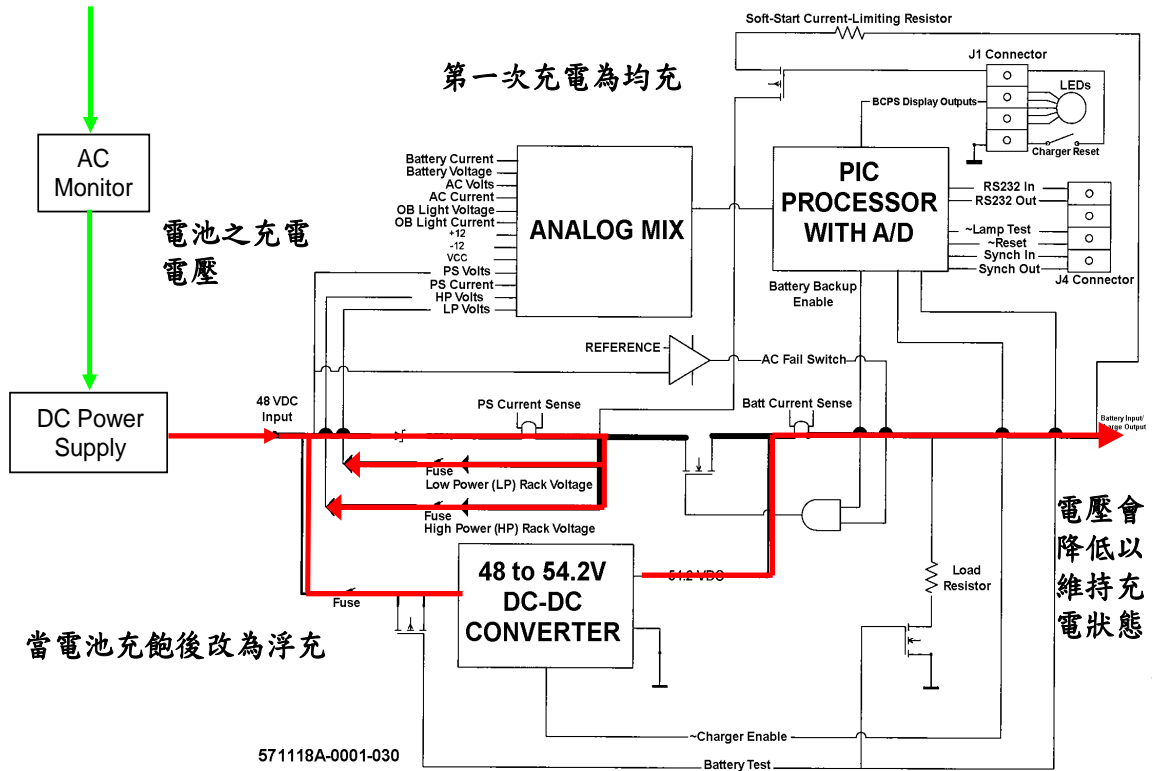 Soft-Start Current-Limiting Resistor
第一次充電為均充
J1 Connector
LEDs
BCPS Display Outputs
Charger Reset
AC
Monitor
電池之充電
電壓
Battery Current
Battery Voltage
AC Volts
AC Current
OB Light Voltage
OB Light Current
+12
-12
VCC
PS Volts
PS Current
HP Volts
LP Volts
ANALOG MIX
PIC
PROCESSOR
WITH A/D
RS232 In
RS232 Out
~Lamp Test
~Reset
Synch In
Synch Out
J4 Connector
Battery Backup
Enable
REFERENCE
AC Fail Switch
DC Power
Supply
48 VDC
Input
PS Current Sense
Batt Current Sense
Battery Input/
Charge Output
Fuse
Low Power (LP) Rack Voltage
Fuse
High Power (HP) Rack Voltage
電壓會
降低以
維持充
電狀態
48 to 54.2V
DC-DC
CONVERTER
54.2 VDC
Load
Resistor
Fuse
當電池充飽後改為浮充
~Charger Enable
571118A-0001-030
Battery Test